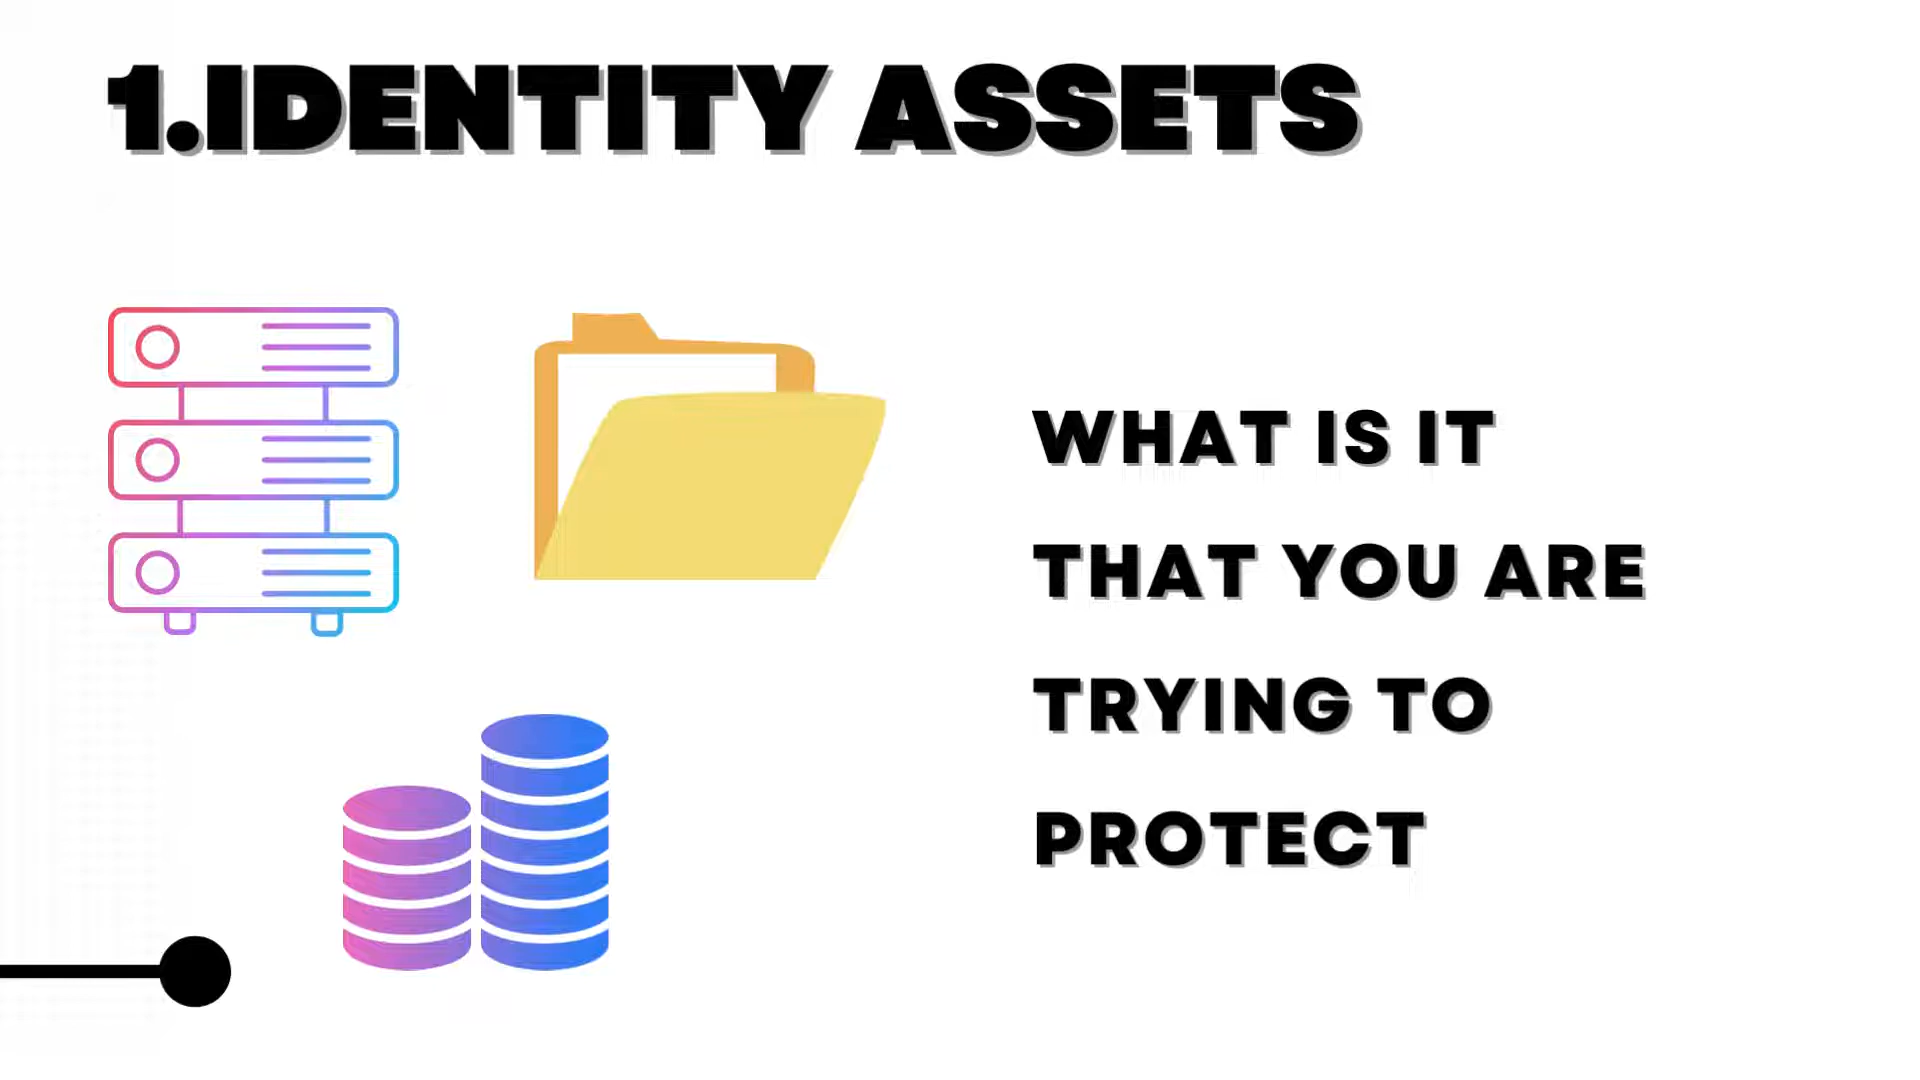 1.IDENTITY ASSETS
WHAT IS IT
THAT YOU ARE
TRYING TO
PROTECT